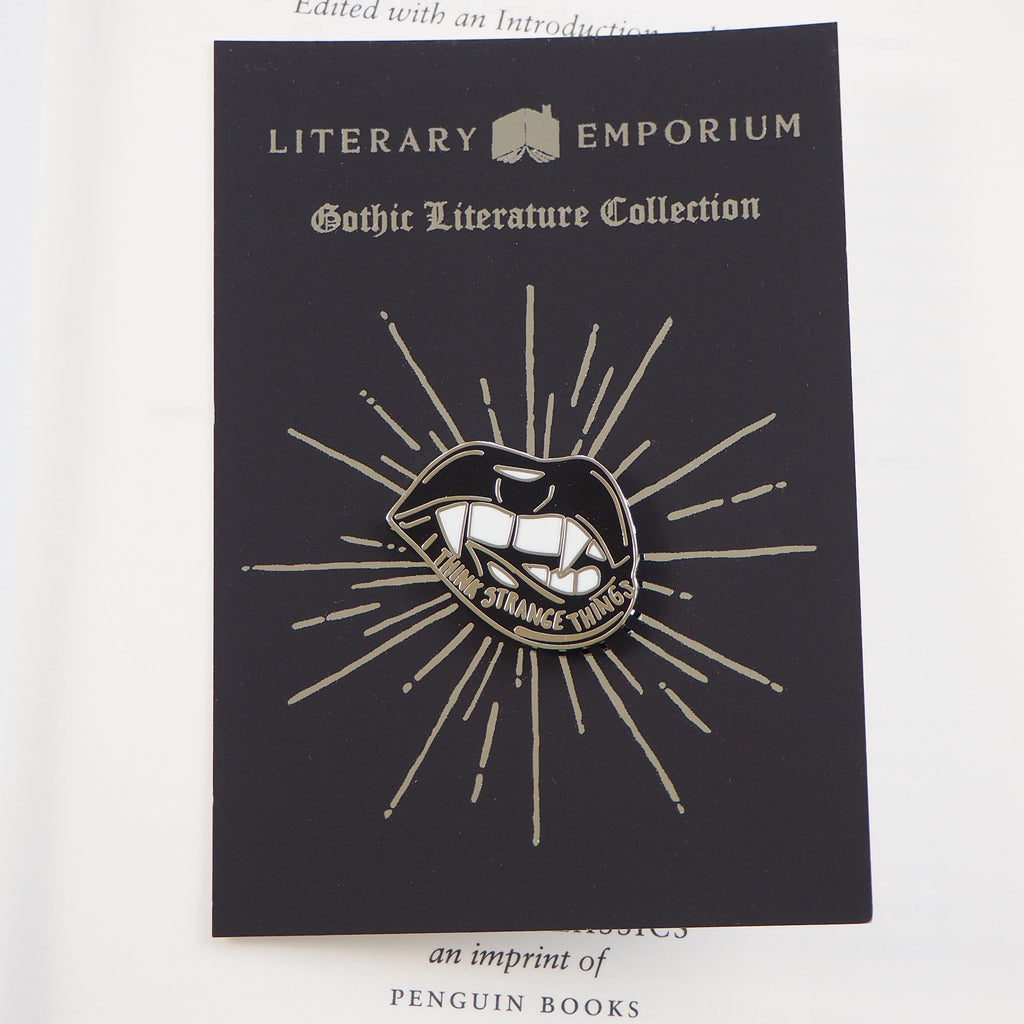 Edited with an Introduction
LITERARY EMPORIUM
Gothic Literature Collection
I THINK STRANGE THINGS
an imprint of
PENGUIN BOOKS